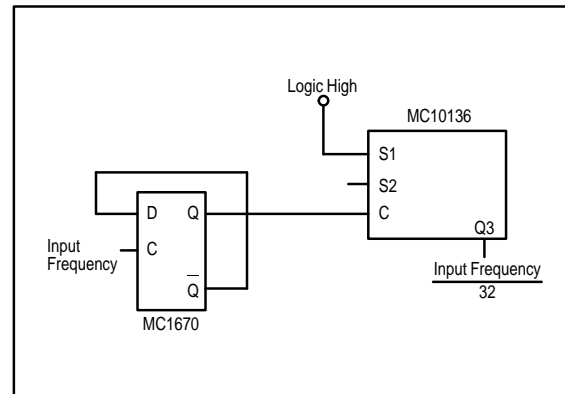 Logic High
MC10136
S1
S2
C
Q3
D Q
C
Q̅
Input
Frequency
MC1670
Input Frequency
32